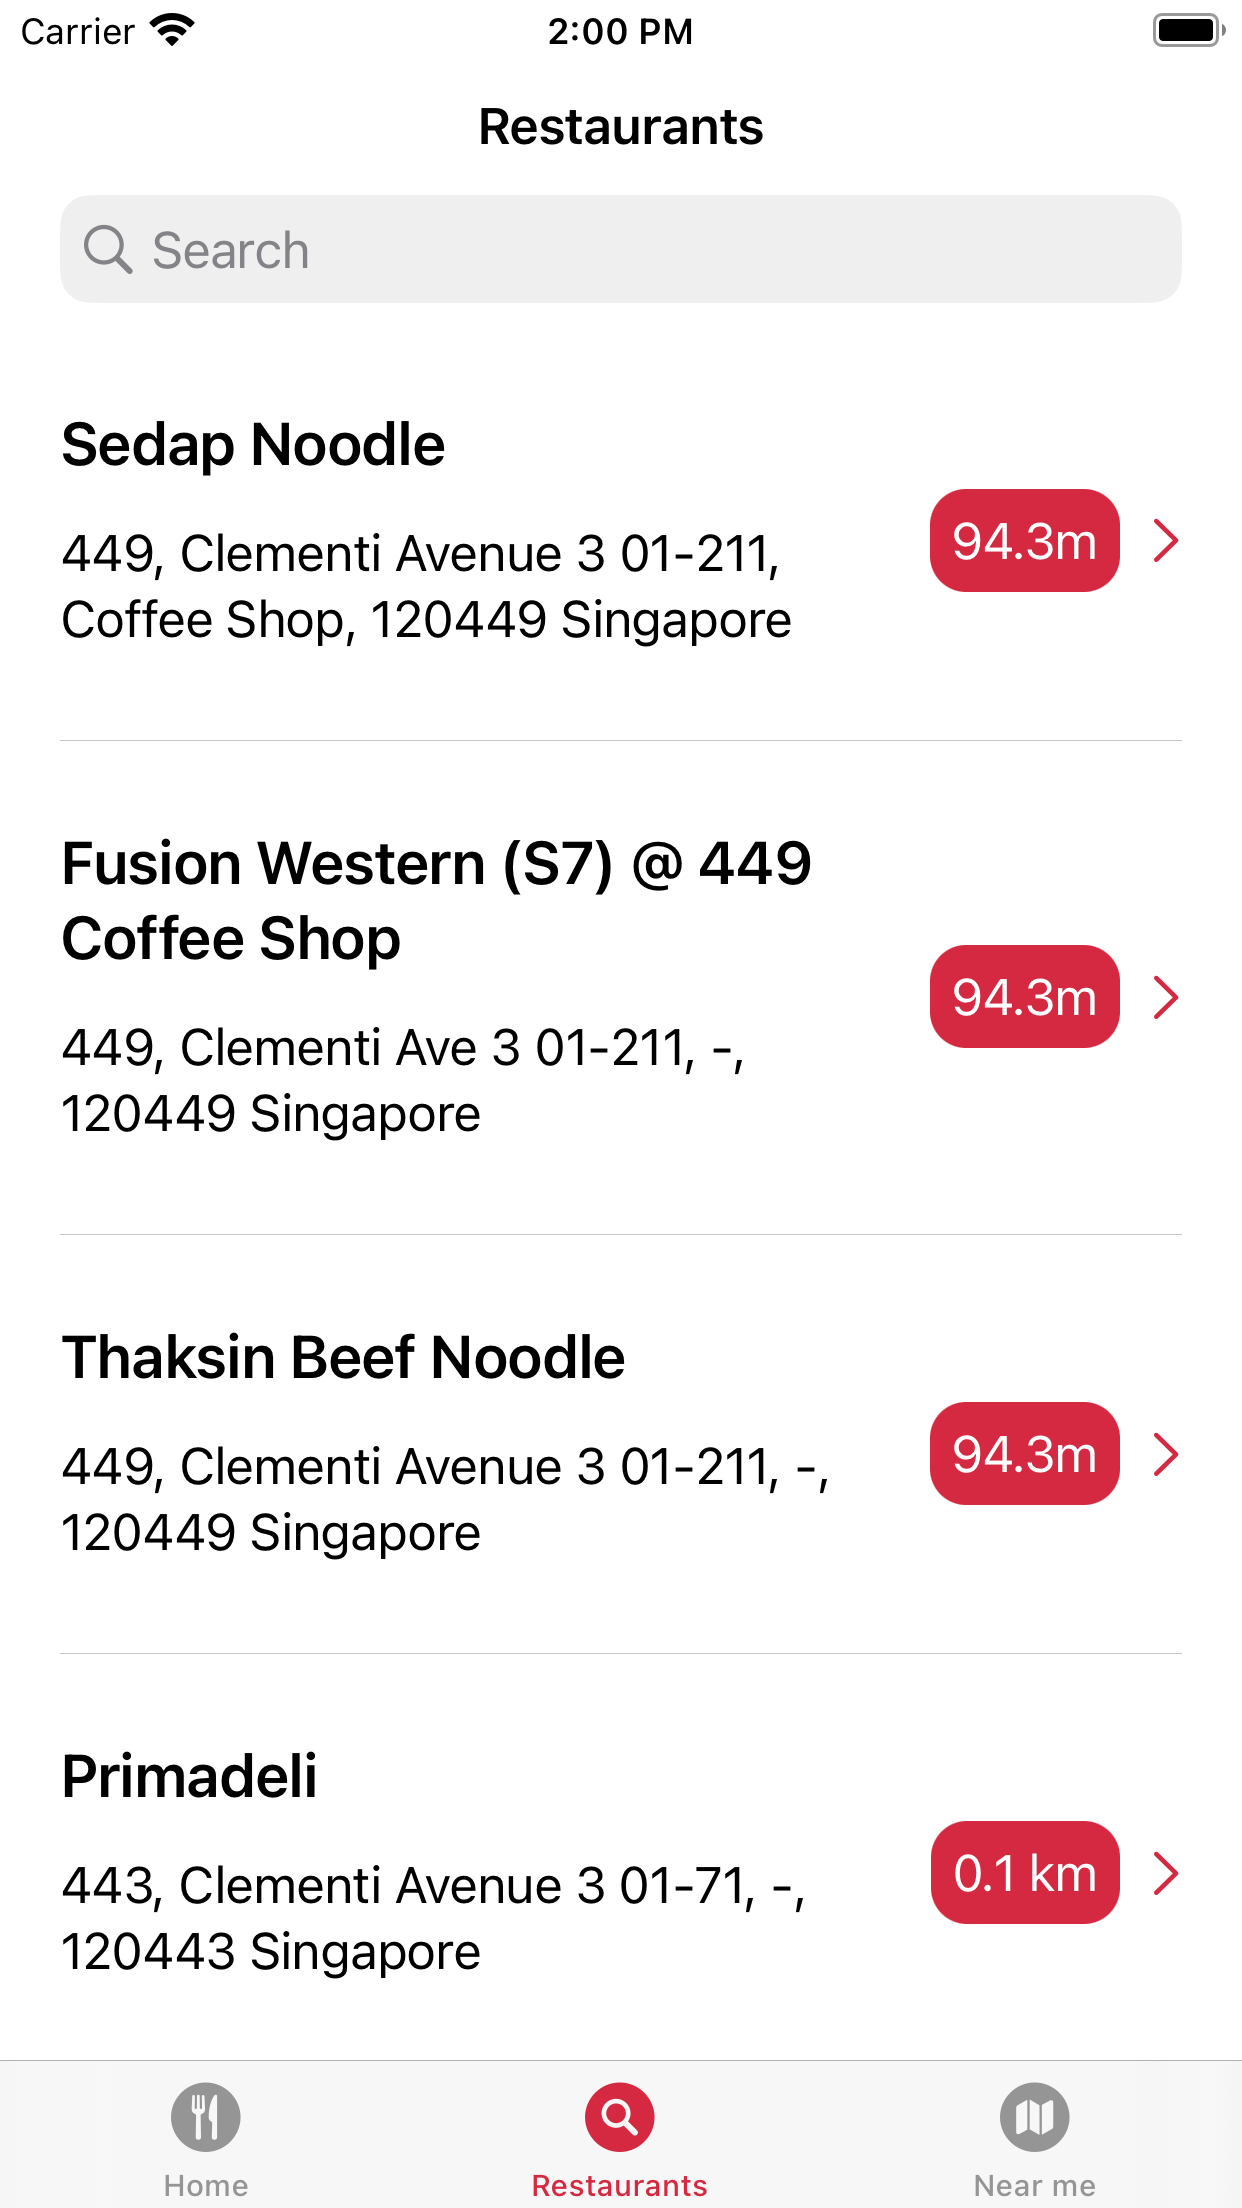 Carrier 2:00 PM
Restaurants
Search
Sedap Noodle
449, Clementi Avenue 3 01-211,
Coffee Shop, 120449 Singapore
94.3m
Fusion Western (S7) @ 449
Coffee Shop
449, Clementi Ave 3 01-211, -,
120449 Singapore
94.3m
Thaksin Beef Noodle
449, Clementi Avenue 3 01-211, -,
120449 Singapore
94.3m
Primadeli
443, Clementi Avenue 3 01-71, -,
120443 Singapore
0.1 km
Home Restaurants Near me